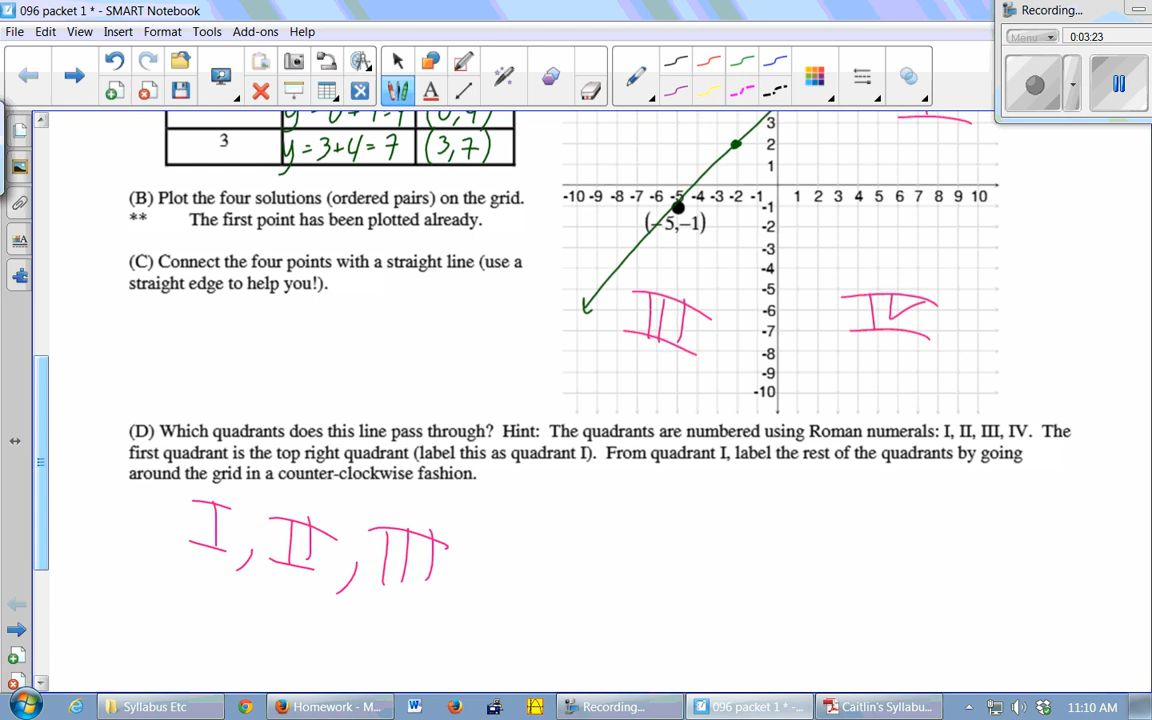 096 packet 1 * - SMART Notebook
Recording...
File Edit View Insert Format Tools Add-ons Help
Menu
0:03:23
3 y = 3+4 = 7 (3,7)
(B) Plot the four solutions (ordered pairs) on the grid.
** The first point has been plotted already.
(C) Connect the four points with a straight line (use a
straight edge to help you!).
3
2
1
-10 -9 -8 -7 -6 -5 -4 -3 -2 -1 1 2 3 4 5 6 7 8 9 10
-1
(-5,-1)
-2
-3
-4
-5
-6
-7
-8
-9
-10
III IV
(D) Which quadrants does this line pass through? Hint: The quadrants are numbered using Roman numerals: I, II, III, IV. The
first quadrant is the top right quadrant (label this as quadrant I). From quadrant I, label the rest of the quadrants by going
around the grid in a counter-clockwise fashion.
I, II, III
Syllabus Etc
Homework - M...
Recording...
096 packet 1 * -...
Caitlin's Syllabu...
11:10 AM